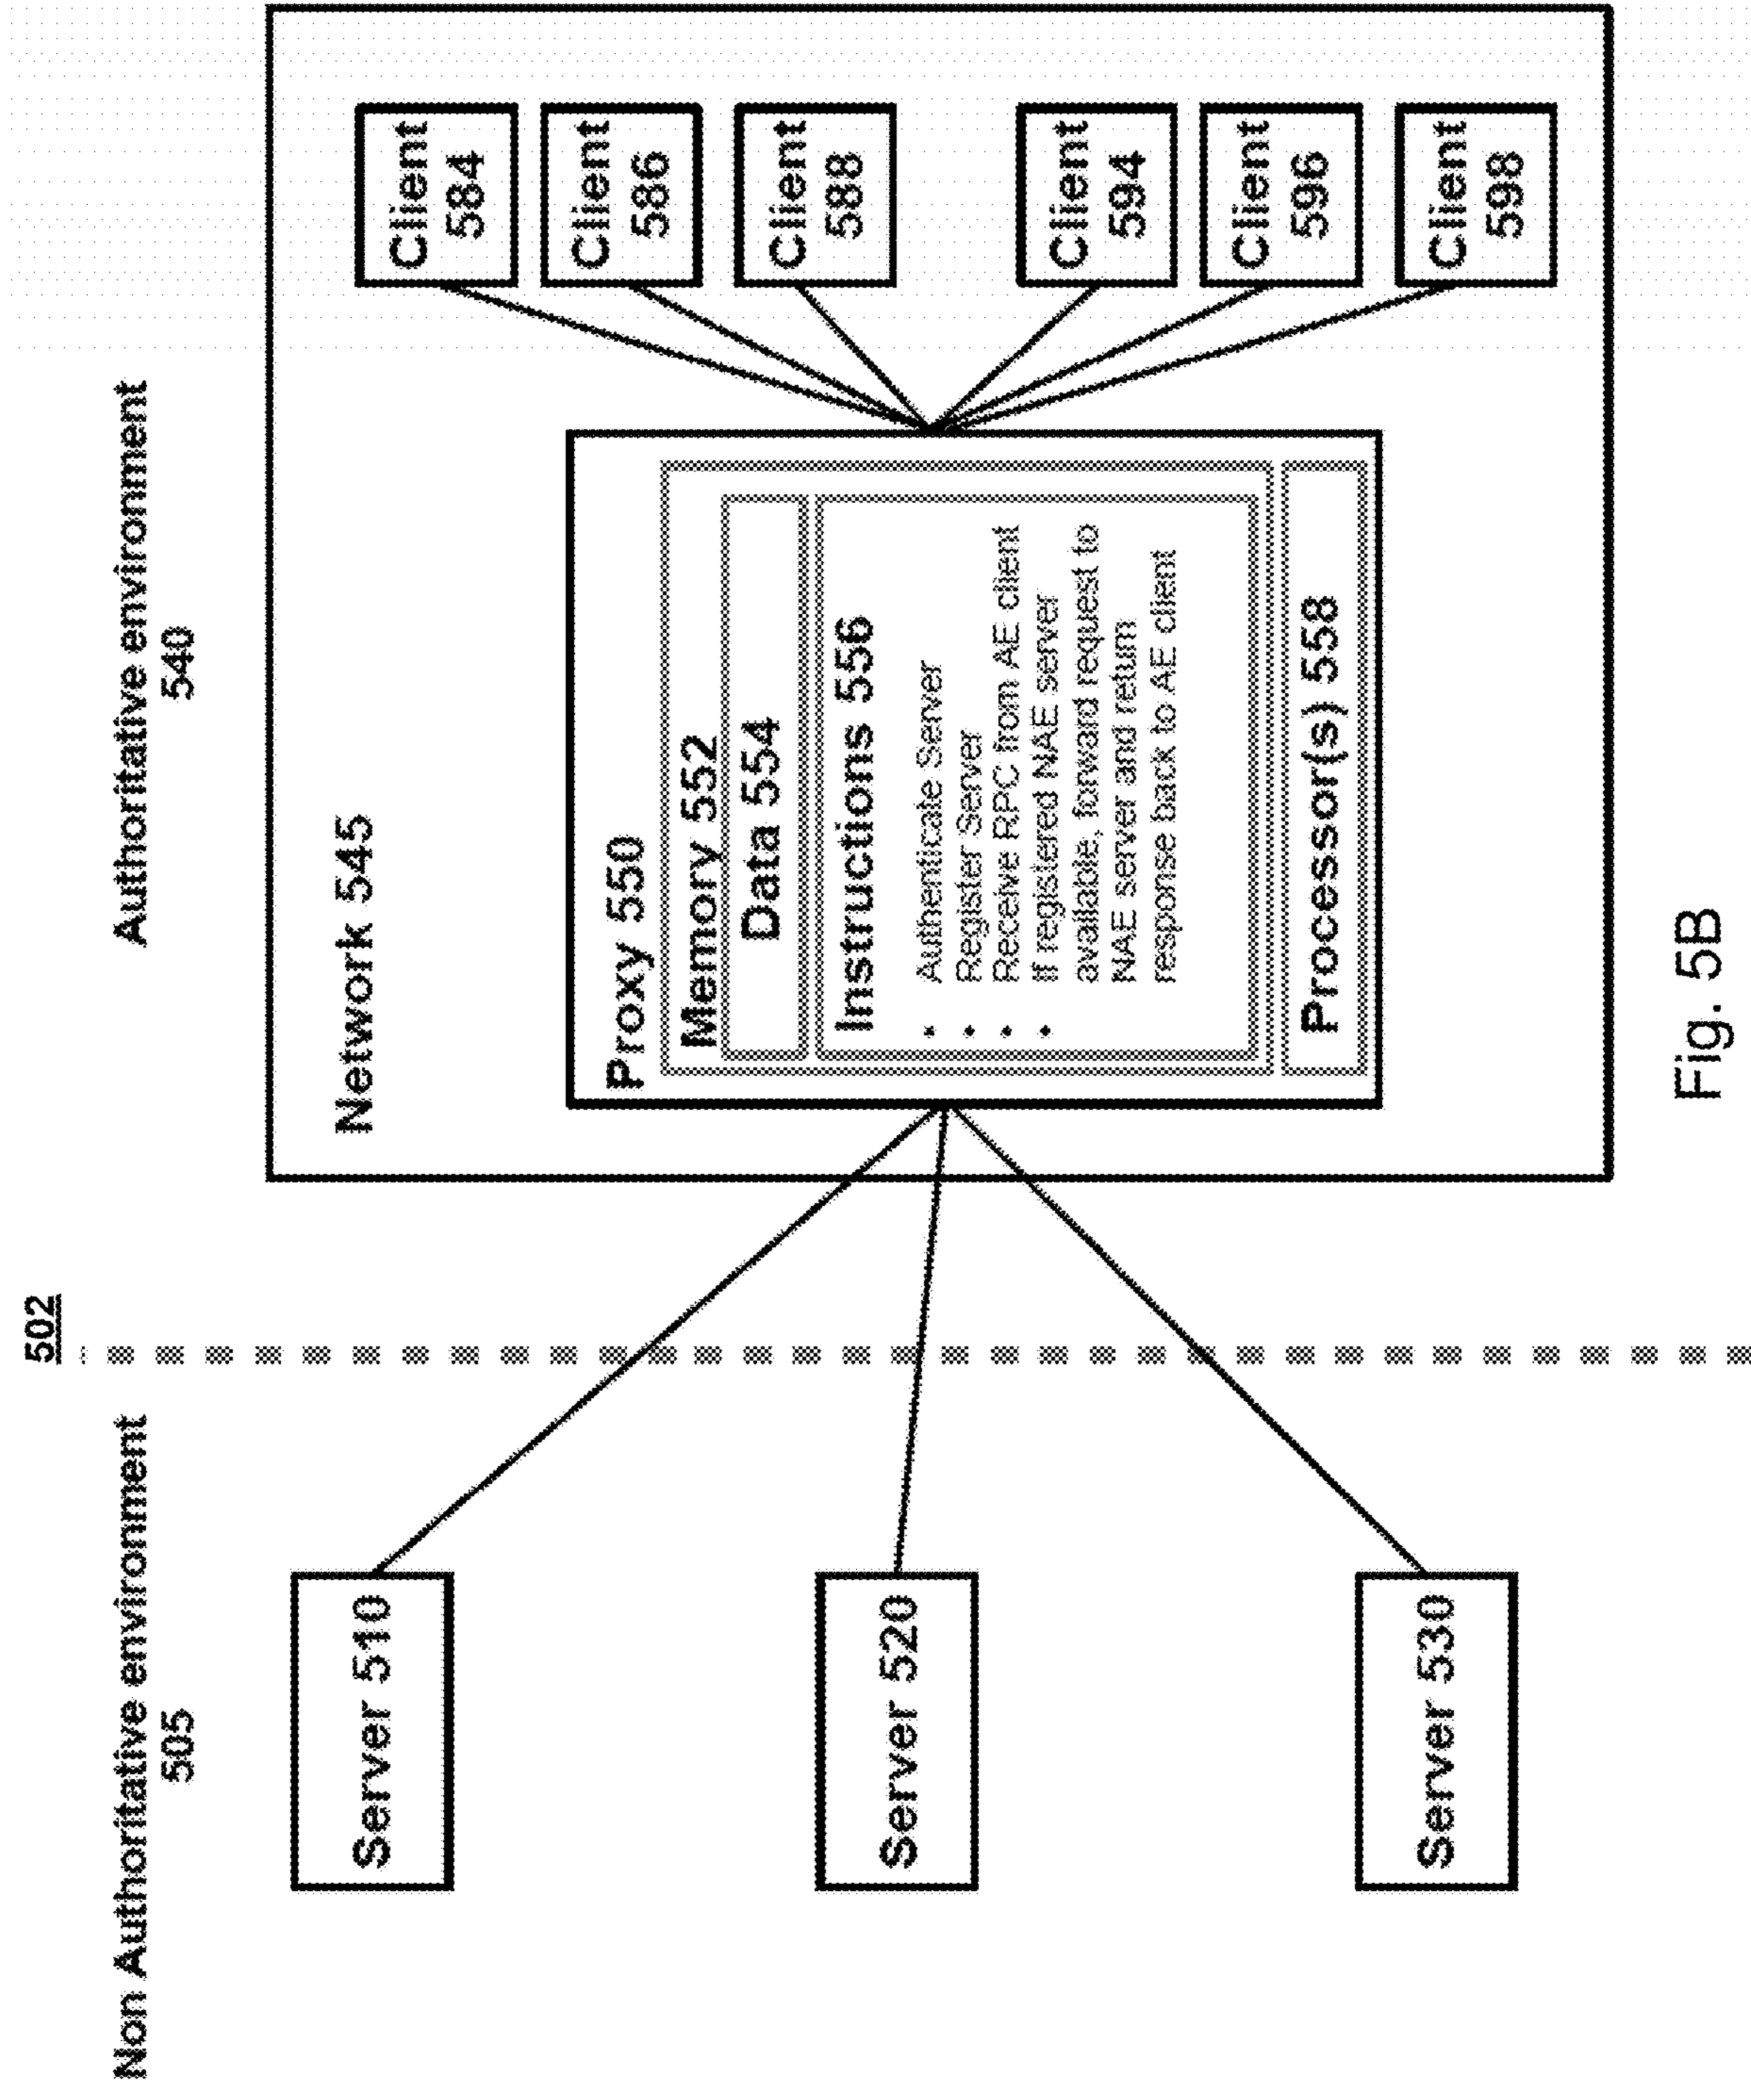 502
Non Authoritative environment
505
Authoritative environment
540
Server 510
Server 520
Server 530
Network 545
Proxy 550
Memory 552
Data 554
Instructions 556
• Authenticate Server
• Register Server
• Receive RPC from AE client
• If registered NAE server
available, forward request to
NAE server and return
response back to AE client
Processor(s) 558
Client
584
Client
586
Client
588
Client
594
Client
596
Client
598
Fig. 5B